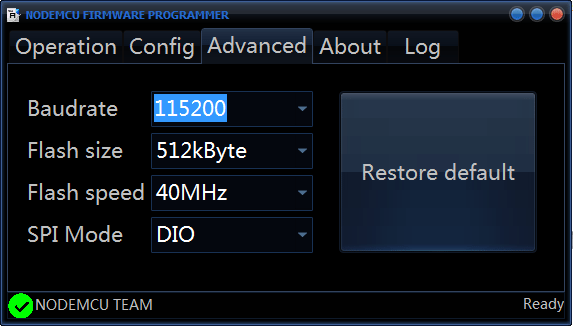 NODEMCU FIRMWARE PROGRAMMER
Operation Config Advanced About Log
Baudrate 115200
Flash size 512kByte
Flash speed 40MHz
SPI Mode DIO
Restore default
NODEMCU TEAM Ready